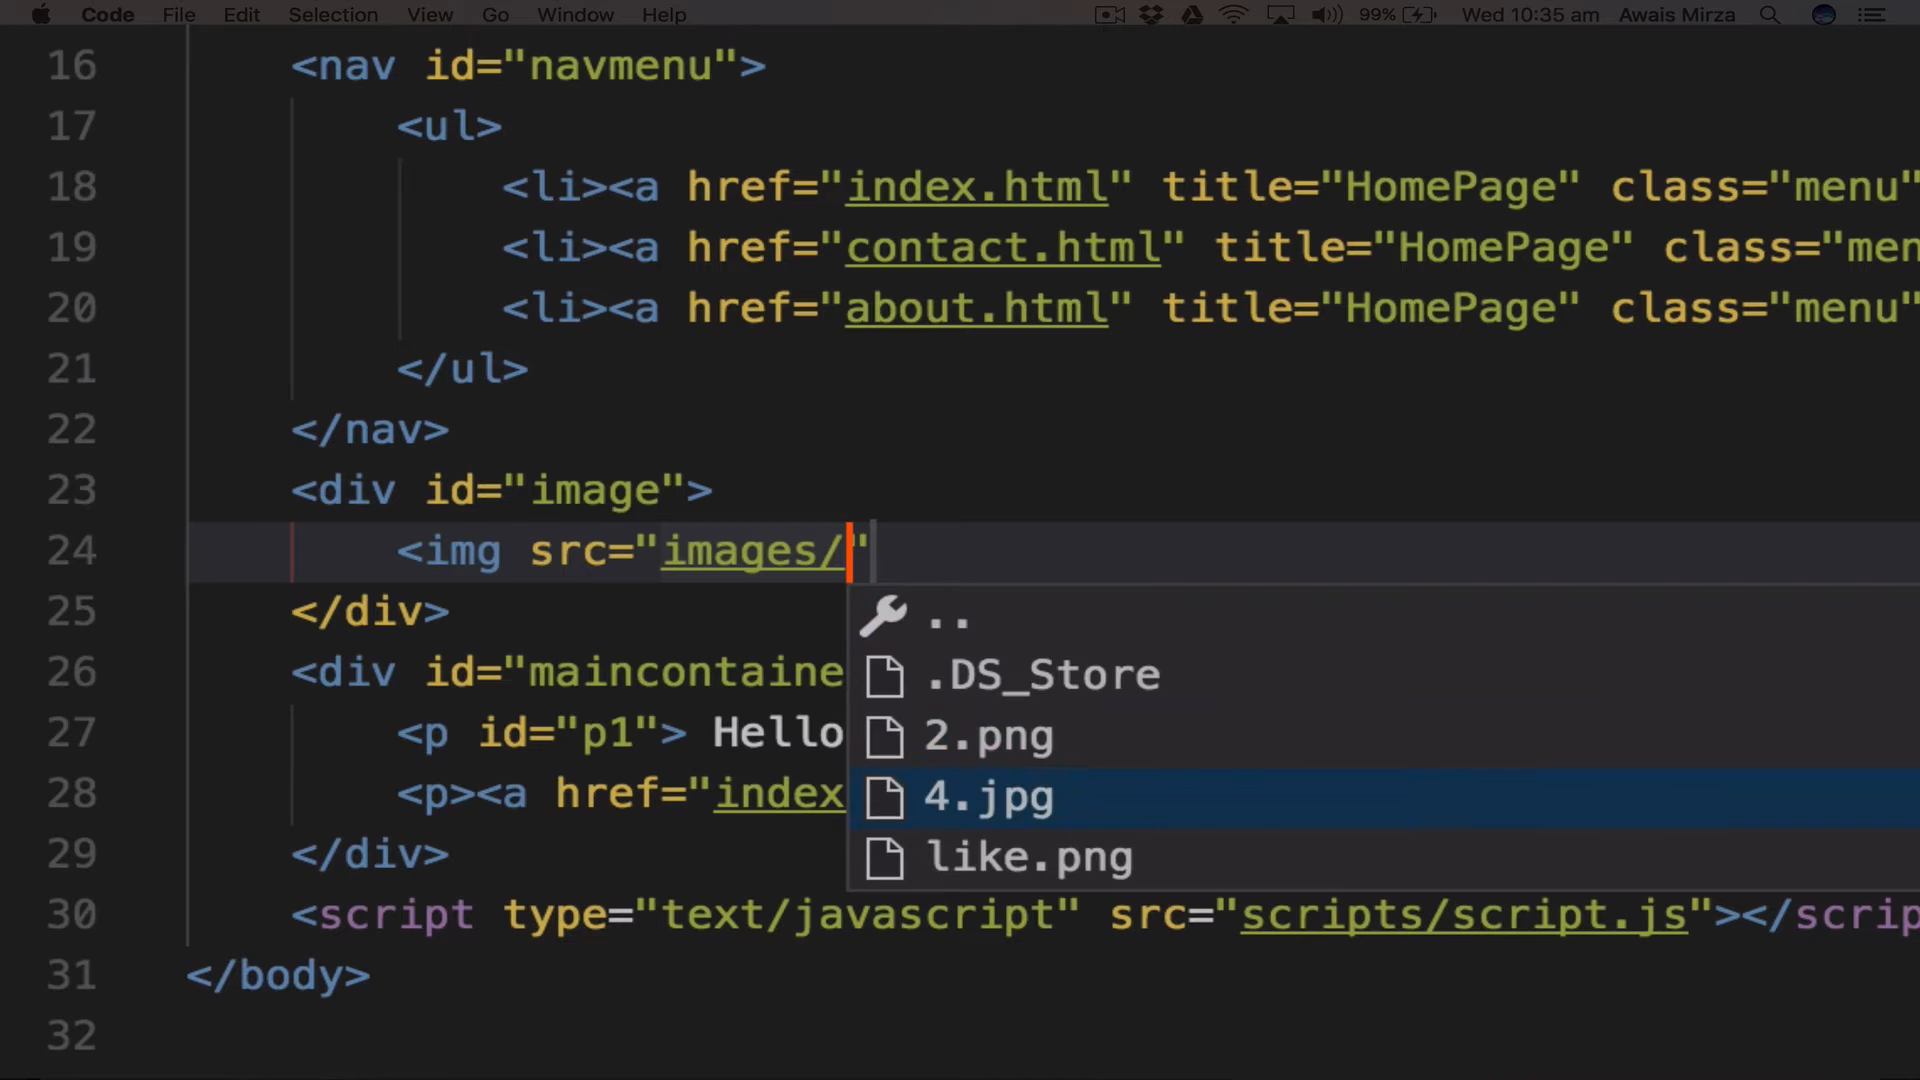 Code File Edit Selection View Go Window Help 99% Wed 10:35 am Awais Mirza
16 <nav id="navmenu">
17 <ul>
18 <li><a href="index.html" title="HomePage" class="menu"
19 <li><a href="contact.html" title="HomePage" class="men
20 <li><a href="about.html" title="HomePage" class="menu"
21 </ul>
22 </nav>
23 <div id="image">
24 <img src="images/"
..
25 </div>
.DS_Store
26 <div id="maincontaine
2.png
27 <p id="p1"> Hello
4.jpg
28 <p><a href="index
like.png
29 </div>
30 <script type="text/javascript" src="scripts/script.js"></scrip
31 </body>
32